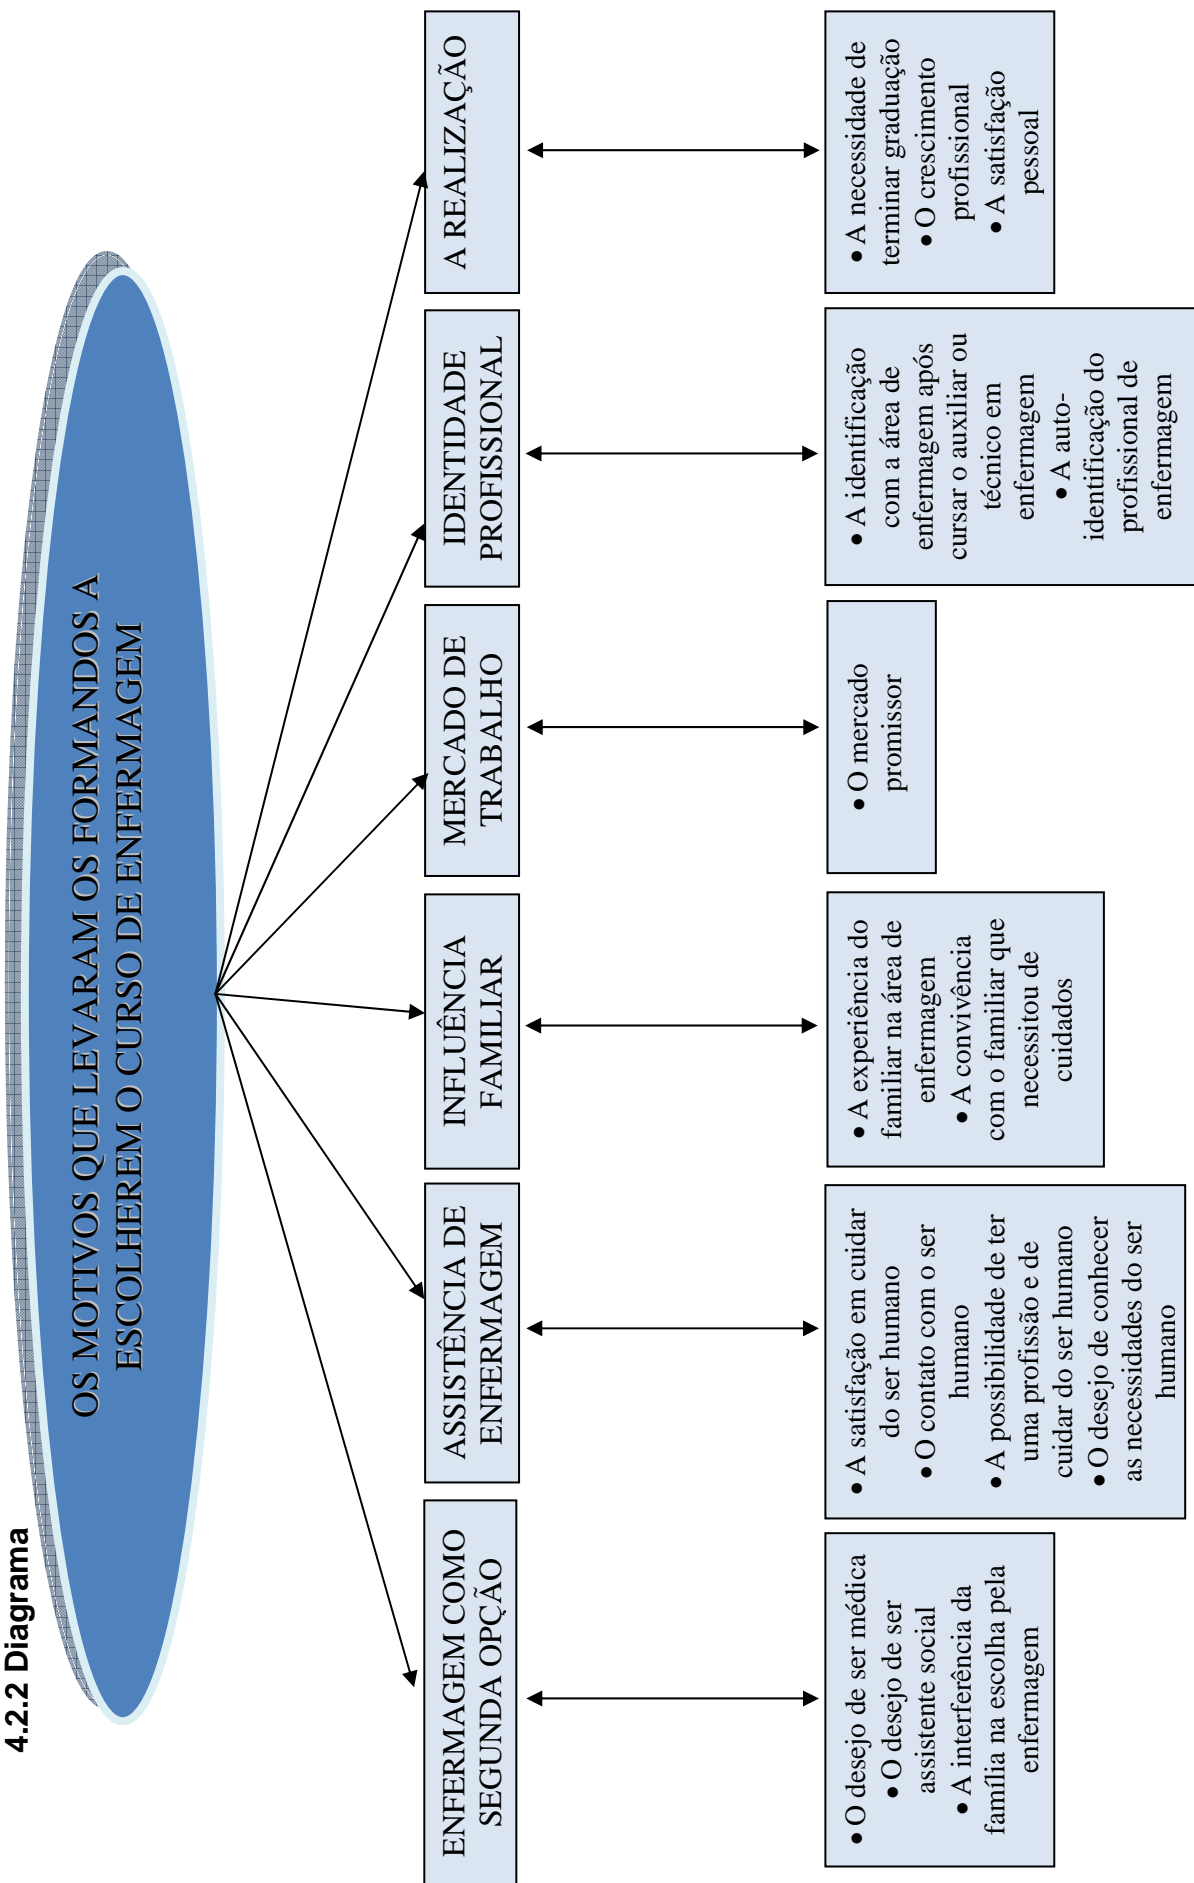 4.2.2 Diagrama
OS MOTIVOS QUE LEVARAM OS FORMANDOS A
ESCOLHEREM O CURSO DE ENFERMAGEM
ENFERMAGEM COMO
SEGUNDA OPÇÃO
ASSISTÊNCIA DE
ENFERMAGEM
INFLUÊNCIA
FAMILIAR
MERCADO DE
TRABALHO
IDENTIDADE
PROFISSIONAL
A REALIZAÇÃO
• O desejo de ser médica
• O desejo de ser
assistente social
• A interferência da
família na escolha pela
enfermagem
• A satisfação em cuidar
do ser humano
• O contato com o ser
humano
• A possibilidade de ter
uma profissão e de
cuidar do ser humano
• O desejo de conhecer
as necesidades do ser
humano
• A experiência do
familiar na área de
enfermagem
• A convivência
com o familiar que
necessitou de
cuidados
• O mercado
promissor
• A identificação
com a área de
enfermagem após
cursar o auxiliar ou
técnico em
enfermagem
• A auto-
identificação do
profissional de
enfermagem
• A necessidade de
terminar graduação
• O crescimento
profissional
• A satisfação
pessoal